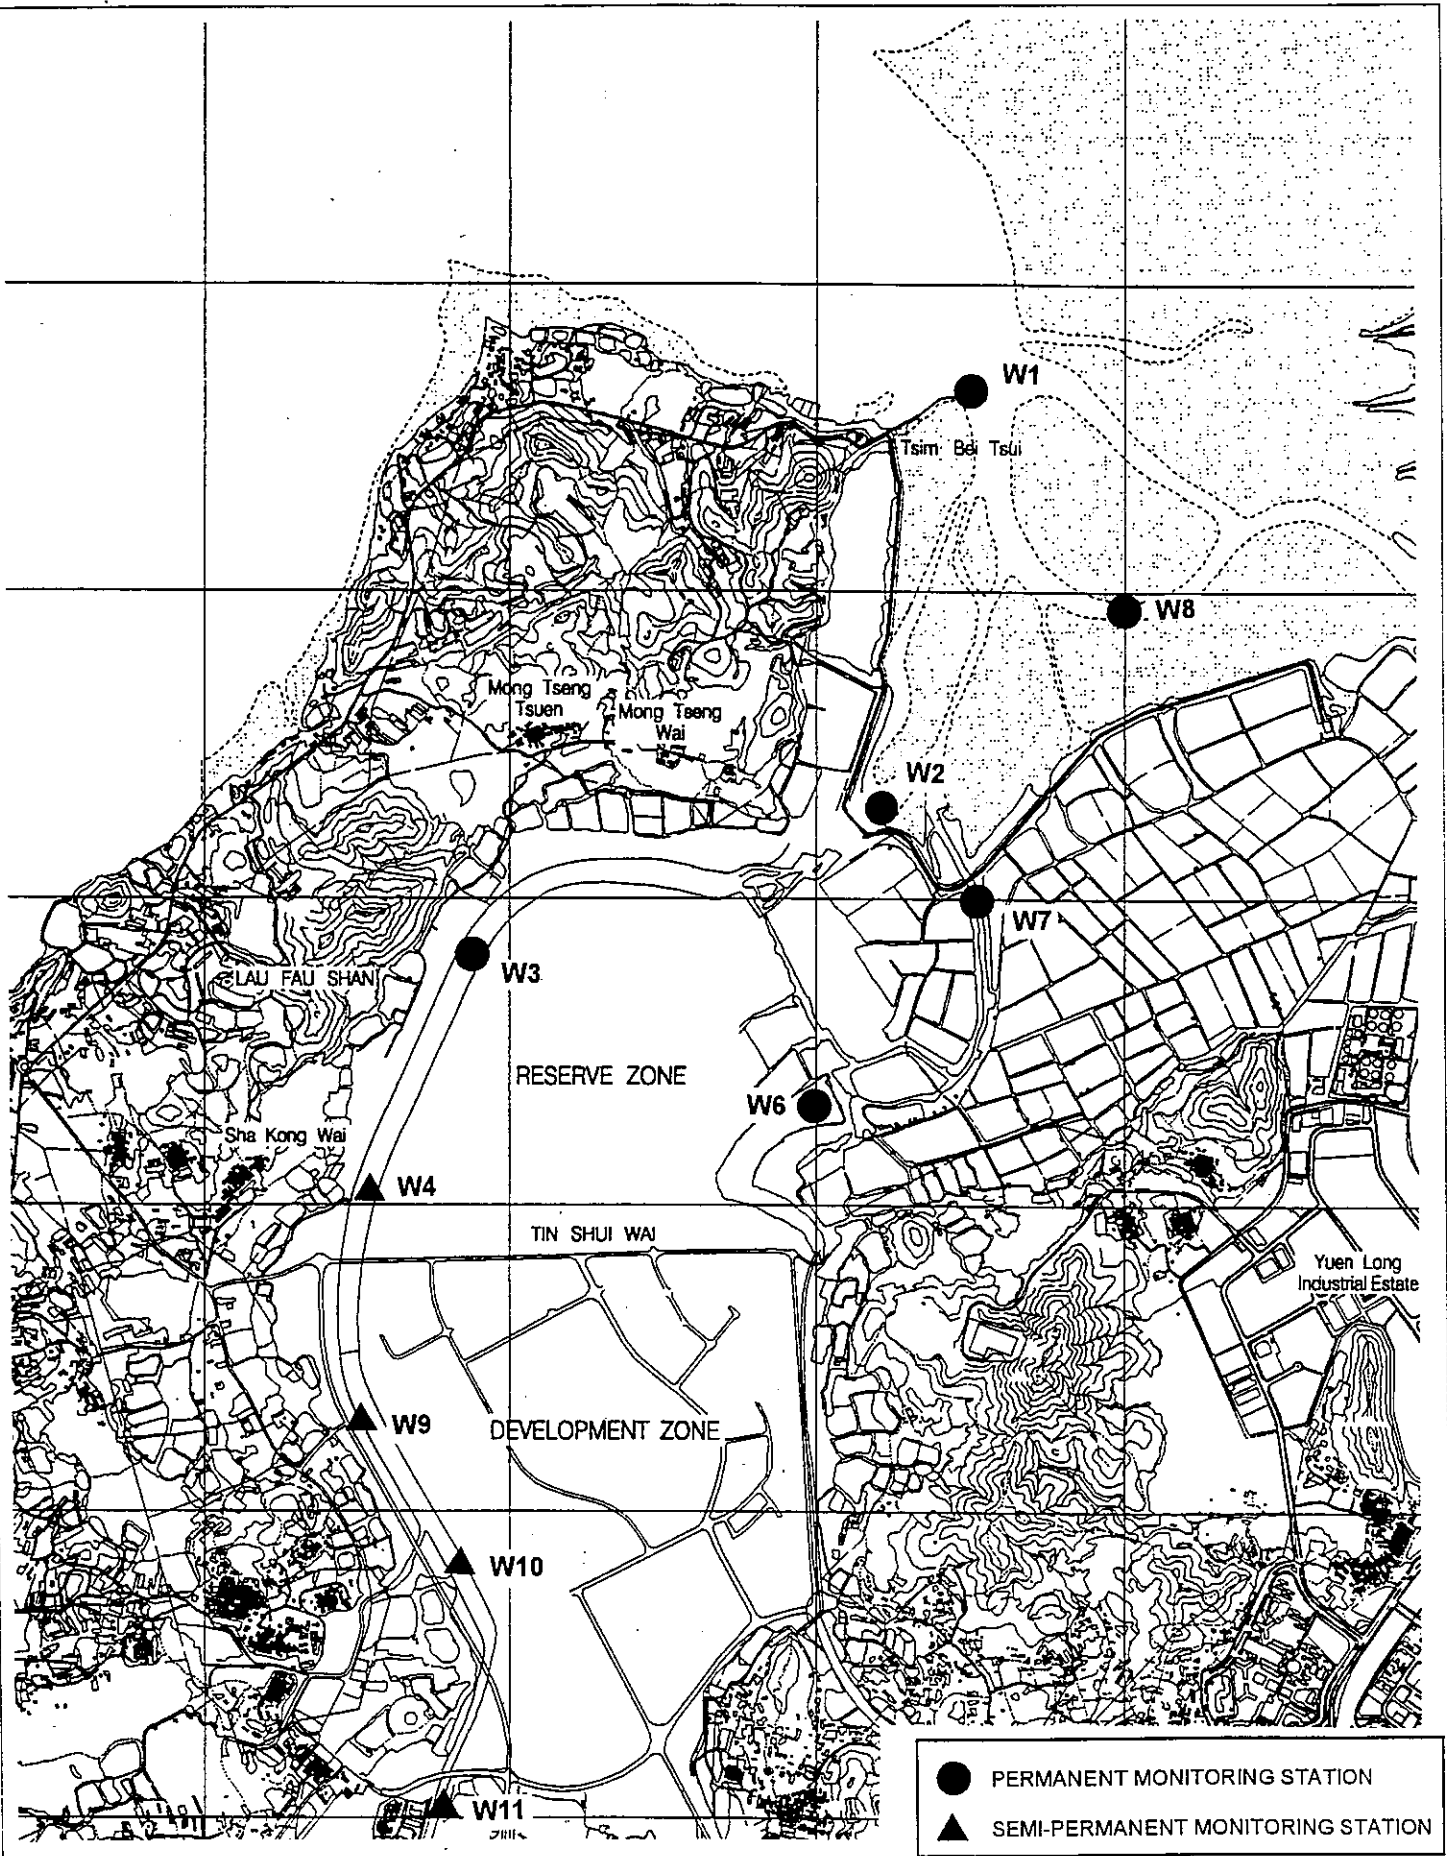 W1
Tsim Bei Tsui
W8
Mong Tseng
Tsuen
Mong Tseng
Wai
W2
W7
LAU FAU SHAN
W3
RESERVE ZONE
W6
Sha Kong Wai
W4
TIN SHUI WAI
Yuen Long
Industrial Estate
W9
DEVELOPMENT ZONE
W10
W11
PERMANENT MONITORING STATION
SEMI-PERMANENT MONITORING STATION